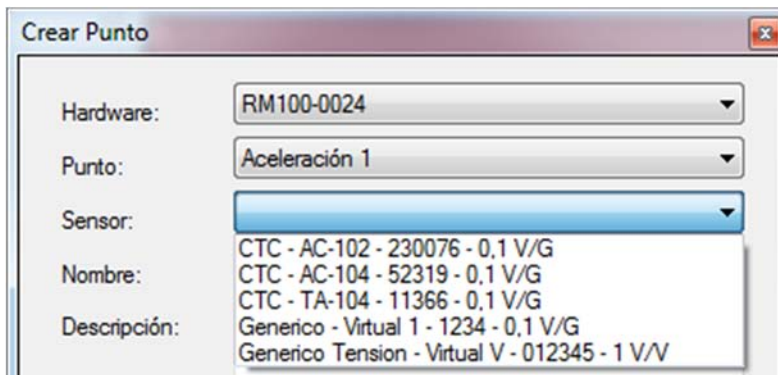 Crear Punto
Hardware: RM100-0024
Punto: Aceleración 1
Sensor:
CTC - AC-102 - 230076 - 0,1 V/G
Nombre: CTC - AC-104 - 52319 - 0,1 V/G
CTC - TA-104 - 11366 - 0,1 V/G
Descripción: Generico - Virtual 1 - 1234 - 0,1 V/G
Generico Tension - Virtual V - 012345 - 1 V/V